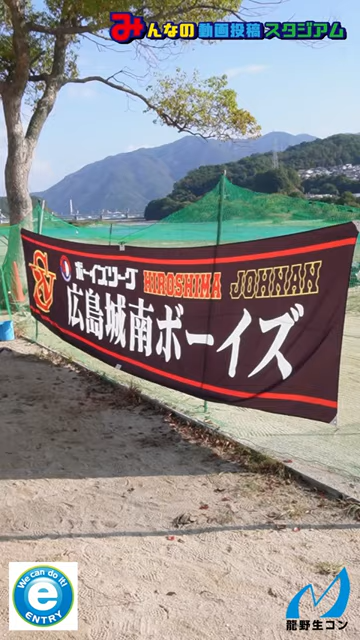 みんなの動画投稿スタジアム
ボーイズリーグ HIROSHIMA JOHNAN
広島城南ボーイズ
We can do it!
e
ENTRY
龍野生コン